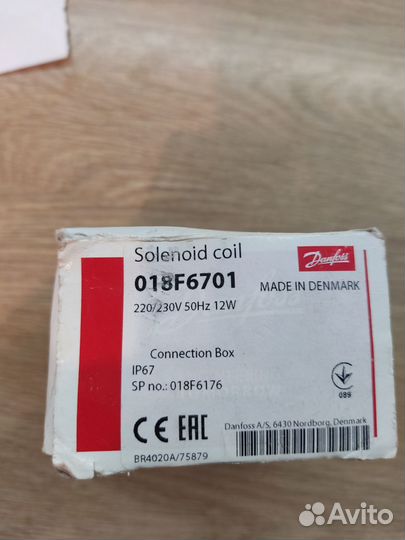 Solenoid coil
Danfoss
018F6701
MADE IN DENMARK
220/230V 50Hz 12W
Connection Box
IP67
SP no.: 018F6176
089
CE EAC
Danfoss A/S, 6430 Nordborg, Denmark
BR4020A/75879
Avito